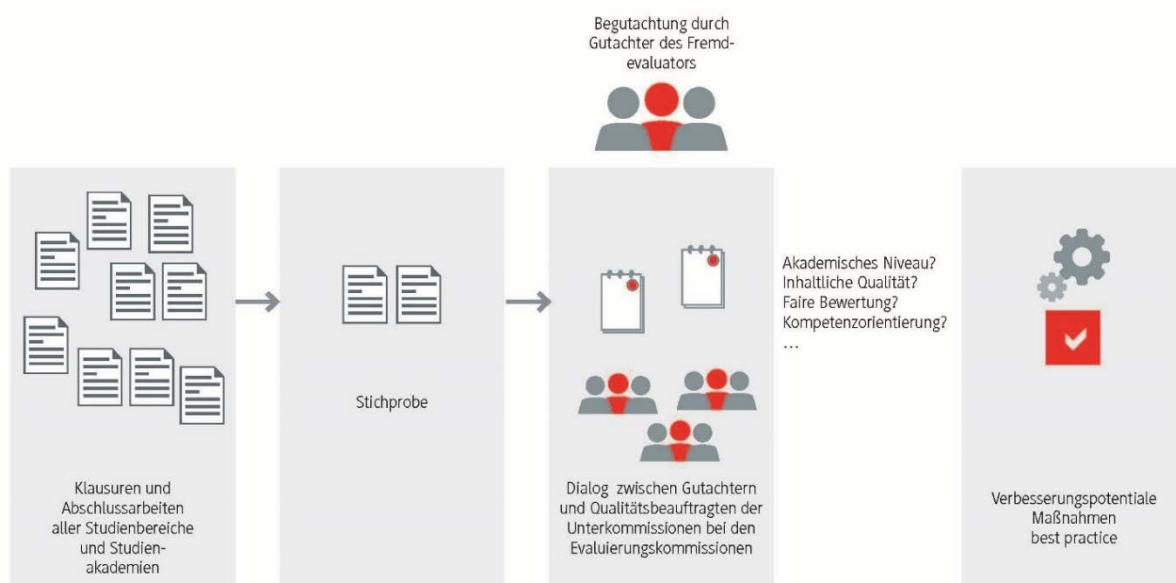 Begutachtung durch
Gutachter des Fremd-
evaluators
Klausuren und
Abschlussarbeiten
aller Studienbereiche
und Studien-
akademien
Stichprobe
Dialog zwischen Gutachtern
und Qualitätsbeauftragten der
Unterkommissionen bei den
Evaluierungskommissionen
Akademisches Niveau?
Inhaltliche Qualität?
Faire Bewertung?
Kompetenzorientierung?
...
Verbesserungspotentiale
Maßnahmen
best practice